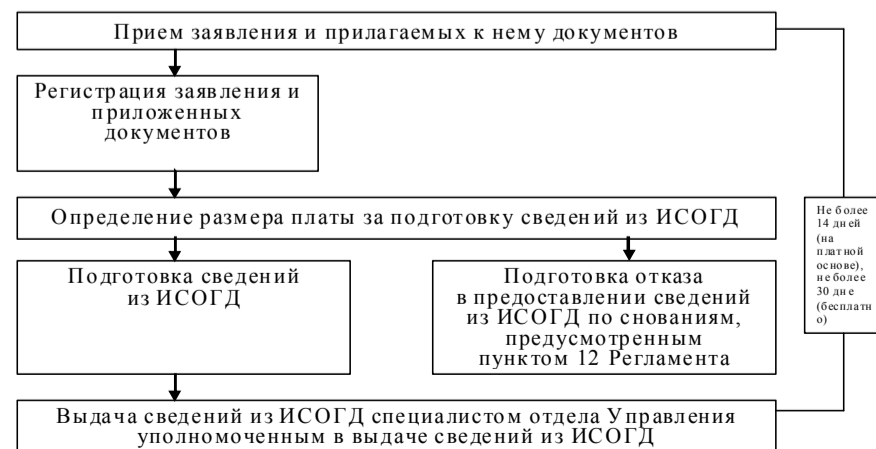 Прием заявления и прилагаемых к нему документов
Регистрация заявления и
приложенных
документов
Определение размера платы за подготовку сведений из ИСОГД
Подготовка сведений
из ИСОГД
Подготовка отказа
в предоставлении сведений
из ИСОГД по снованиям,
предусмотренным
пунктом 12 Регламента
Не более
14 дней
(на
платной
основе),
не более
30 дне
(бесплатн
о)
Выдача сведений из ИСОГД специалистом отдела Управления
уполномоченным в выдаче сведений из ИСОГД